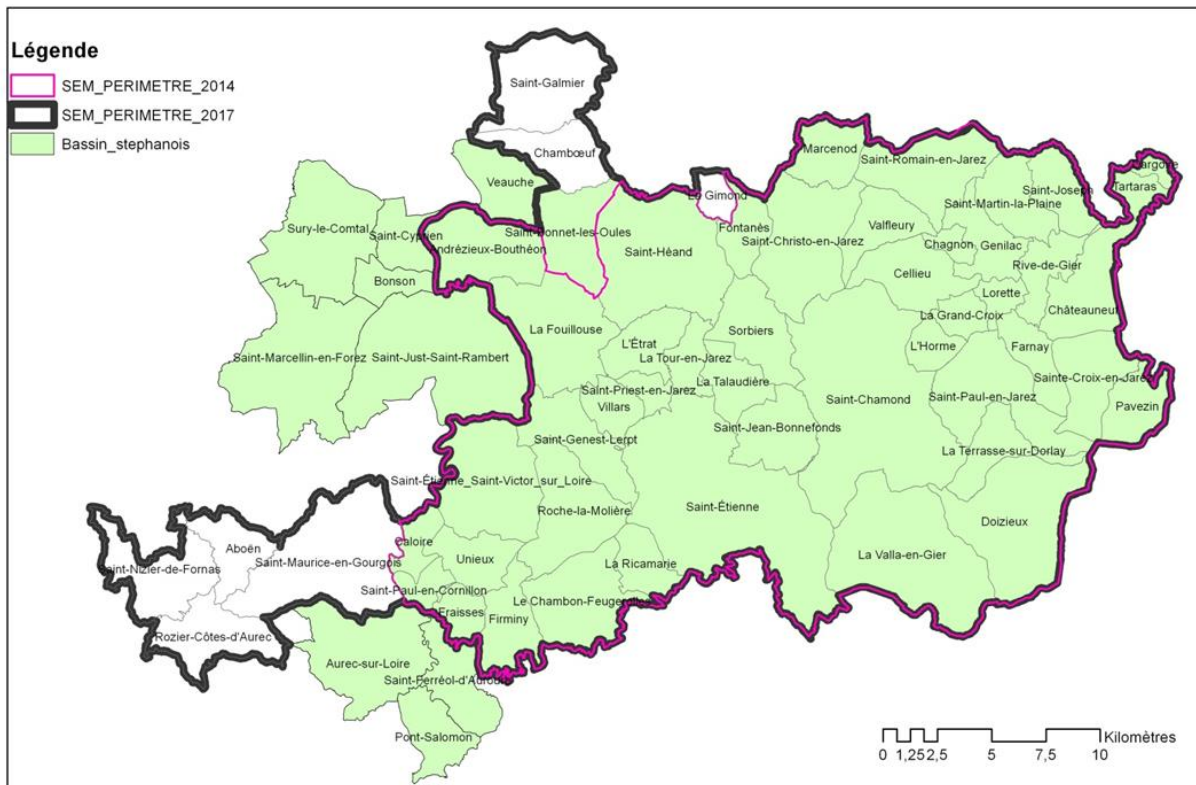 Légende
SEM_PERIMETRE_2014
SEM_PERIMETRE_2017
Bassin_stephanois
Saint-Galmier
Chambœuf
Veauche
Marcenod
Saint-Romain-en-Jarez
Dargoire
Tartaras
Saint-Joseph
Le Gimond
Saint-Martin-la-Plaine
Sury-le-Comtal
Saint-Cyprien
Andrézieux-Bouthéon
Saint-Bonnet-les-Oules
Saint-Héand
Fontanès
Saint-Christo-en-Jarez
Valfleury
Chagnon
Genilac
Rive-de-Gier
Bonson
Cellieu
Lorette
Châteauneuf
La Grand-Croix
La Fouillouse
Sorbiers
L'Étrat
L'Horme
Farnay
Saint-Marcellin-en-Forez
Saint-Just-Saint-Rambert
La Tour-en-Jarez
Sainte-Croix-en-Jarez
La Talaudière
Saint-Priest-en-Jarez
Saint-Chamond
Saint-Paul-en-Jarez
Pavezin
Villars
Saint-Jean-Bonnefonds
Saint-Genest-Lerpt
La Terrasse-sur-Dorlay
Saint-Étienne_Saint-Victor_sur_Loire
Roche-la-Molière
Saint-Étienne
Doizieux
Caloire
Aboën
Unieux
La Valla-en-Gier
Saint-Maurice-en-Gourgois
La Ricamarie
Saint-Nizier-de-Fornas
Saint-Paul-en-Cornillon
Le Chambon-Feugerolles
Fraisses
Firminy
Rozier-Côtes-d'Aurec
Aurec-sur-Loire
Saint-Ferréol-d'Auroure
Pont-Salomon
Kilomètres
0 1,25 2,5 5 7,5 10